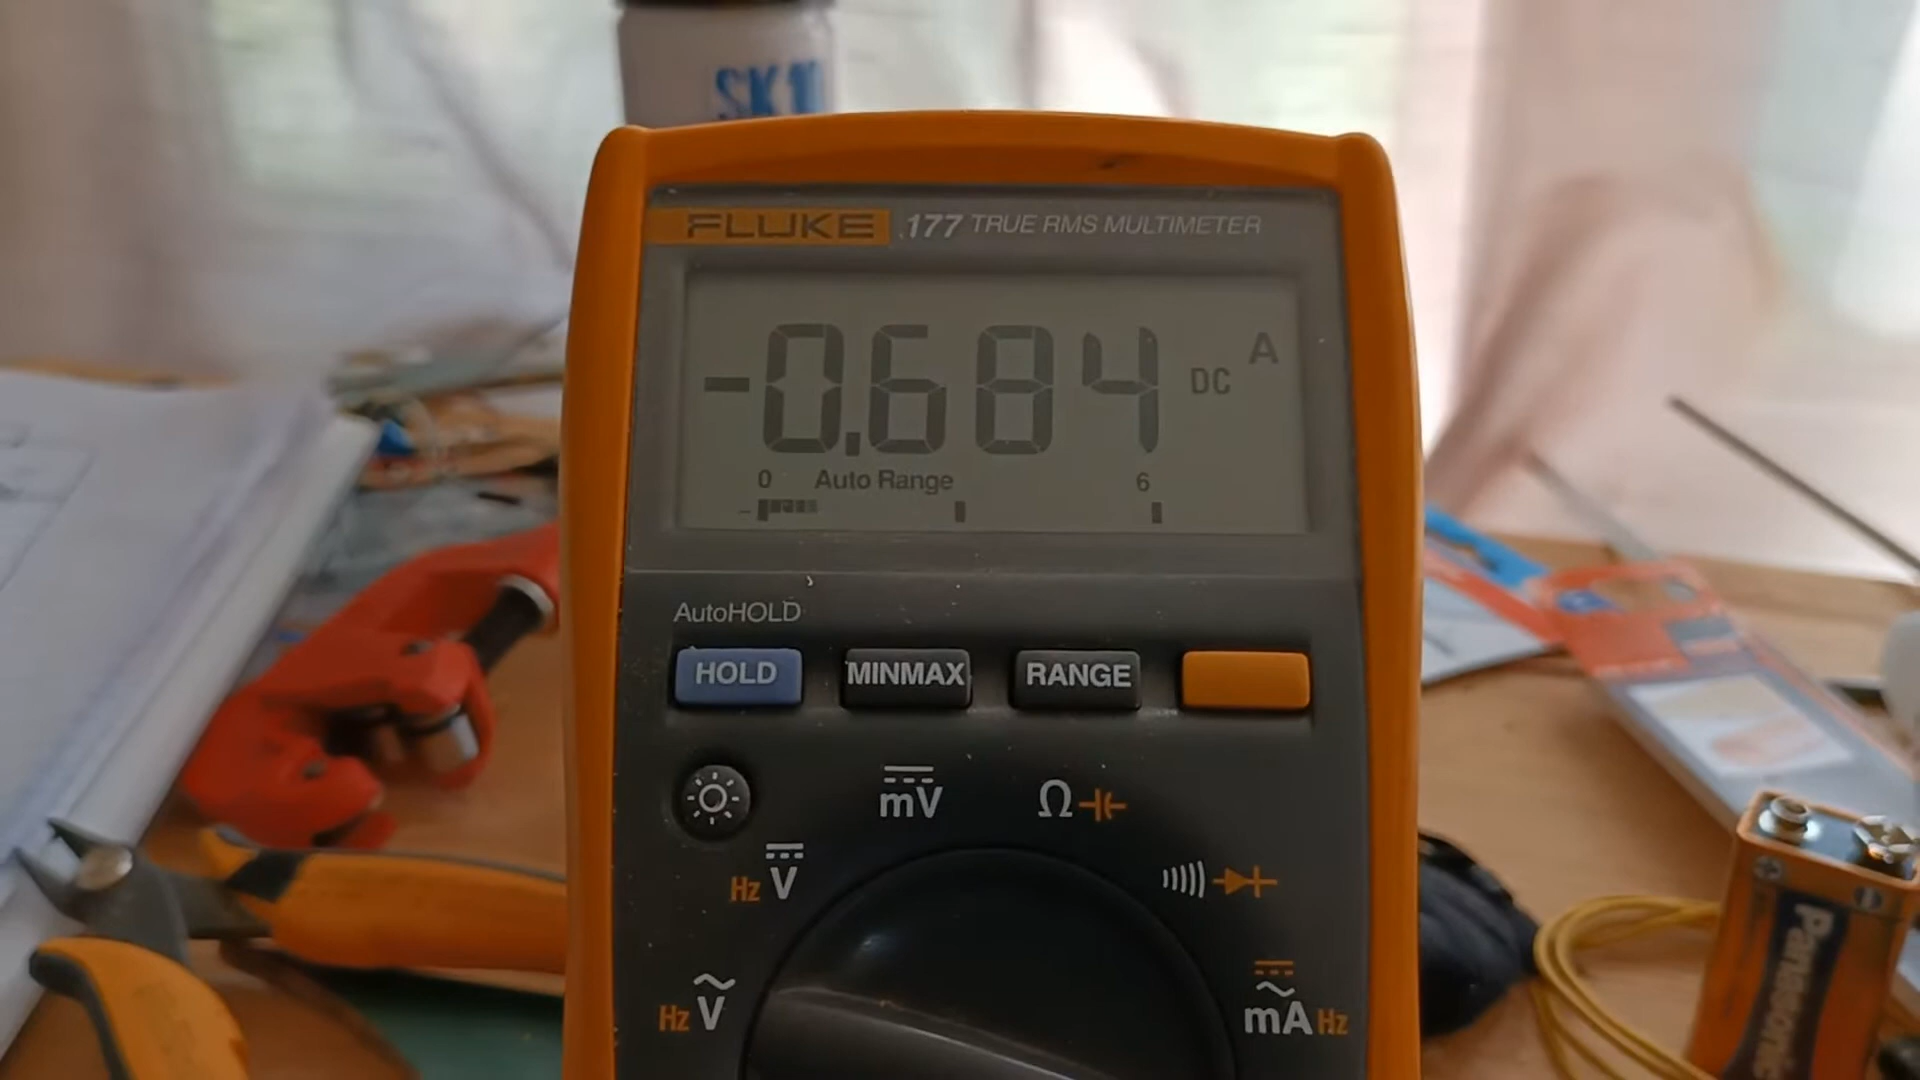 SK1
FLUKE 177 TRUE RMS MULTIMETER
-0.684 DC A
0 Auto Range 6
AutoHOLD
HOLD MINMAX RANGE
mV Ω
Hz V
Hz V mA Hz
Panasonic